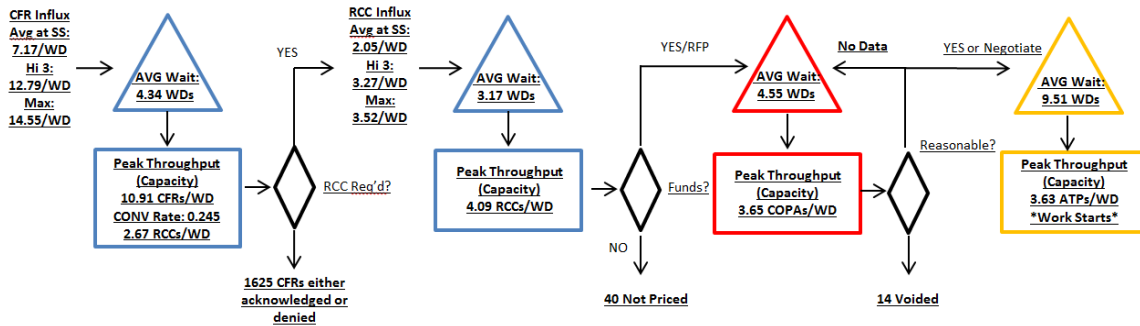 CFR Influx
Avg at SS:
7.17/WD
Hi 3:
12.79/WD
Max:
14.55/WD
AVG Wait:
4.34 WDs
Peak Throughput
(Capacity)
10.91 CFRs/WD
CONV Rate: 0.245
2.67 RCCs/WD
YES
RCC Req'd?
1625 CFRs either
acknowledged or
denied
RCC Influx
Avg at SS:
2.05/WD
Hi 3:
3.27/WD
Max:
3.52/WD
AVG Wait:
3.17 WDs
Peak Throughput
(Capacity)
4.09 RCCs/WD
YES/RFP
Funds?
NO
40 Not Priced
AVG Wait:
4.55 WDs
Peak Throughput
(Capacity)
3.65 COPAs/WD
No Data
Reasonable?
14 Voided
YES or Negotiate
AVG Wait:
9.51 WDs
Peak Throughput
(Capacity)
3.63 ATPs/WD
*Work Starts*